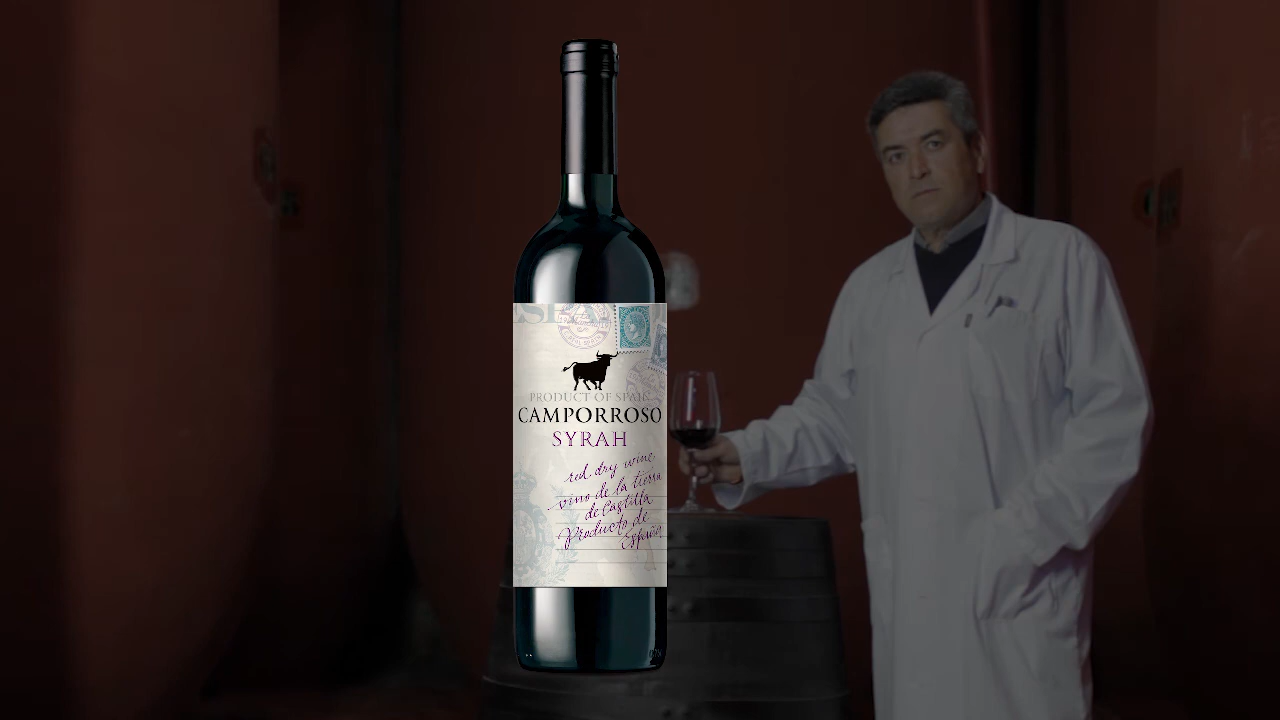 PRODUCT OF SPAIN
CAMPORROSO
SYRAH
red dry wine
vino de la tierra
de Castilla
Producto de
España